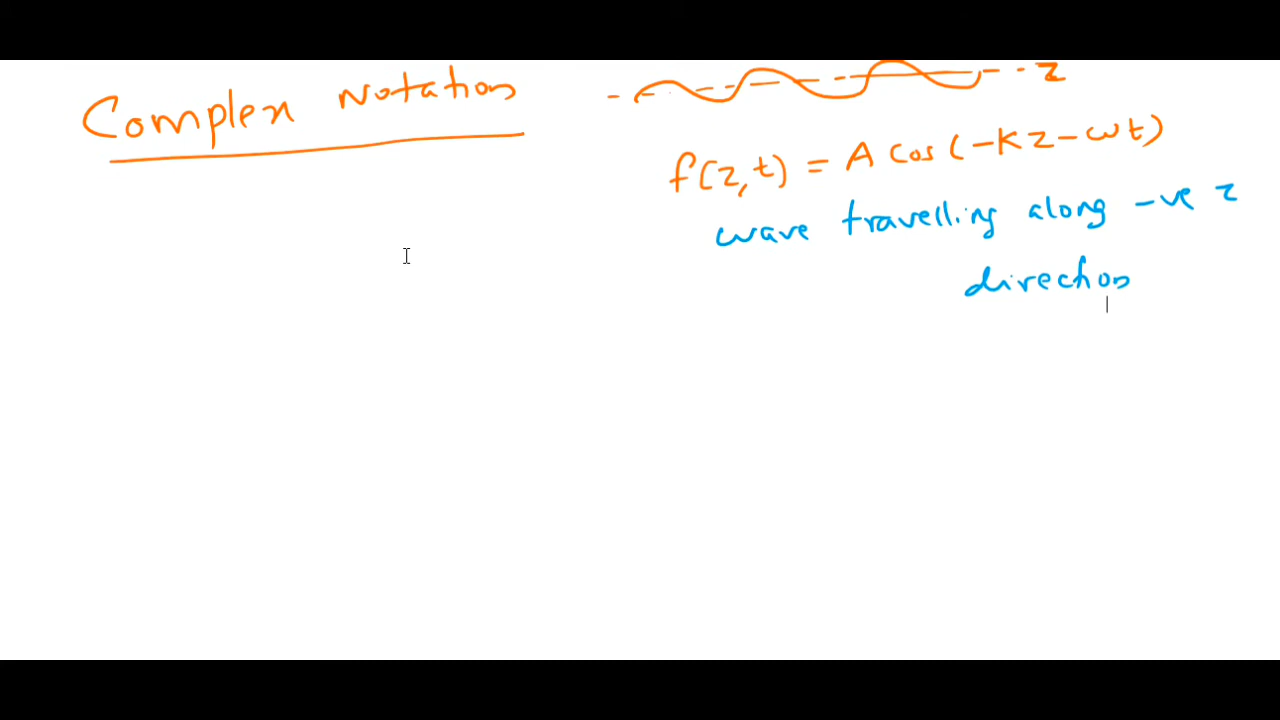 Complex Notation
z
f(z,t) = A cos (-kz-ωt)
wave travelling along -ve z
direction